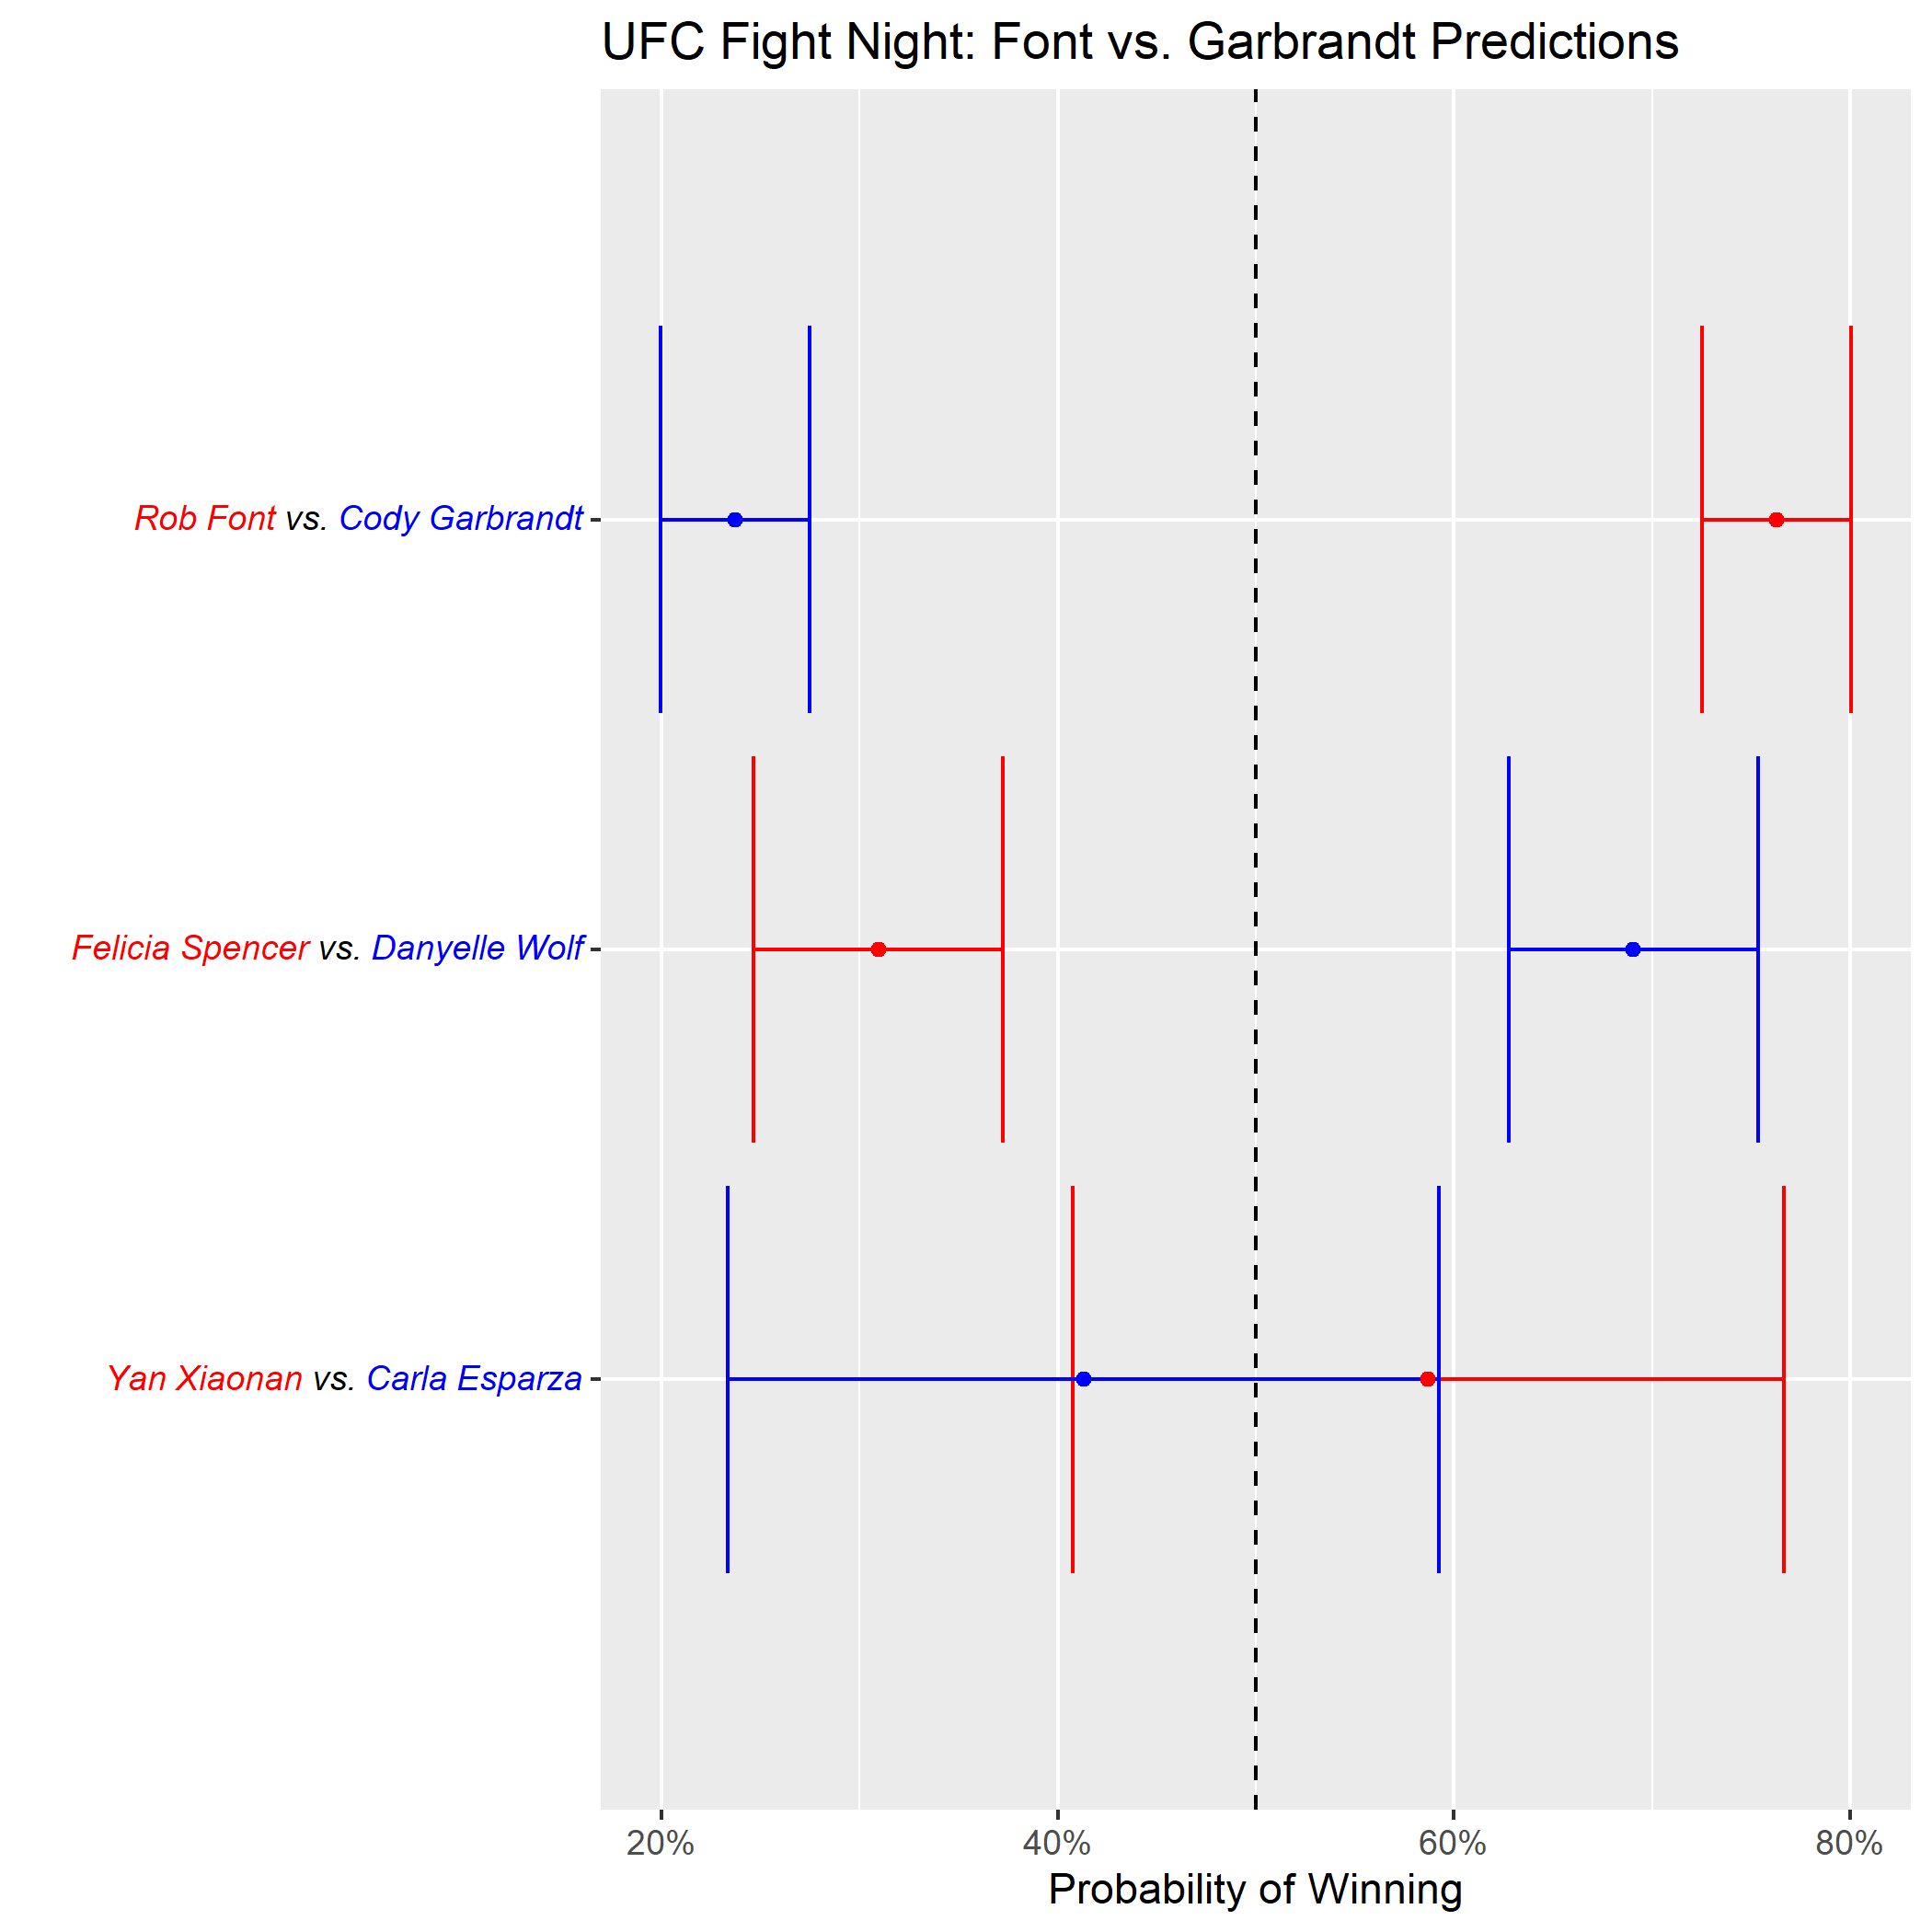 UFC Fight Night: Font vs. Garbrandt Predictions
Rob Font vs. Cody Garbrandt
Felicia Spencer vs. Danyelle Wolf
Yan Xiaonan vs. Carla Esparza
20% 40% 60% 80%
Probability of Winning